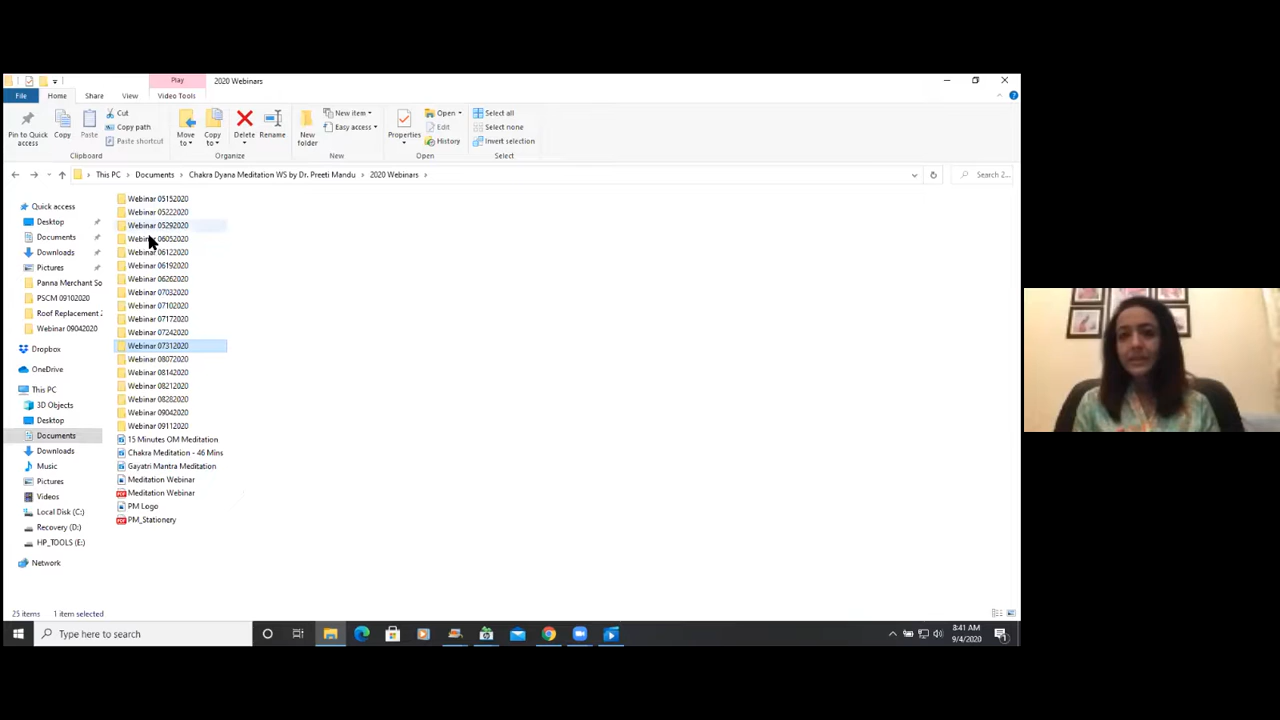 Play 2020 Webinars
File Home Share View Video Tools
Pin to Quick access
Copy
Paste
Cut
Copy path
Paste shortcut
Clipboard
Move to
Copy to
Delete
Rename
Organize
New folder
New item
Easy access
New
Properties
Open
Edit
History
Open
Select all
Select none
Invert selection
Select
This PC Documents Chakra Dyana Meditation WS by Dr. Preeti Mandu 2020 Webinars
Search 2...
Quick access
Desktop
Documents
Downloads
Pictures
Panna Merchant So
PSCM 09102020
Roof Replacement 2
Webinar 09042020
Dropbox
OneDrive
This PC
3D Objects
Desktop
Documents
Downloads
Music
Pictures
Videos
Local Disk (C:)
Recovery (D:)
HP_TOOLS (E:)
Network
Webinar 05152020
Webinar 05222020
Webinar 05292020
Webinar 06052020
Webinar 06122020
Webinar 06192020
Webinar 06262020
Webinar 07032020
Webinar 07102020
Webinar 07172020
Webinar 07242020
Webinar 07312020
Webinar 08072020
Webinar 08142020
Webinar 08212020
Webinar 08282020
Webinar 09042020
Webinar 09112020
15 Minutes OM Meditation
Chakra Meditation - 46 Mins
Gayatri Mantra Meditation
Meditation Webinar
Meditation Webinar
PM Logo
PM_Stationery
25 items 1 item selected
Type here to search
8:41 AM
9/4/2020